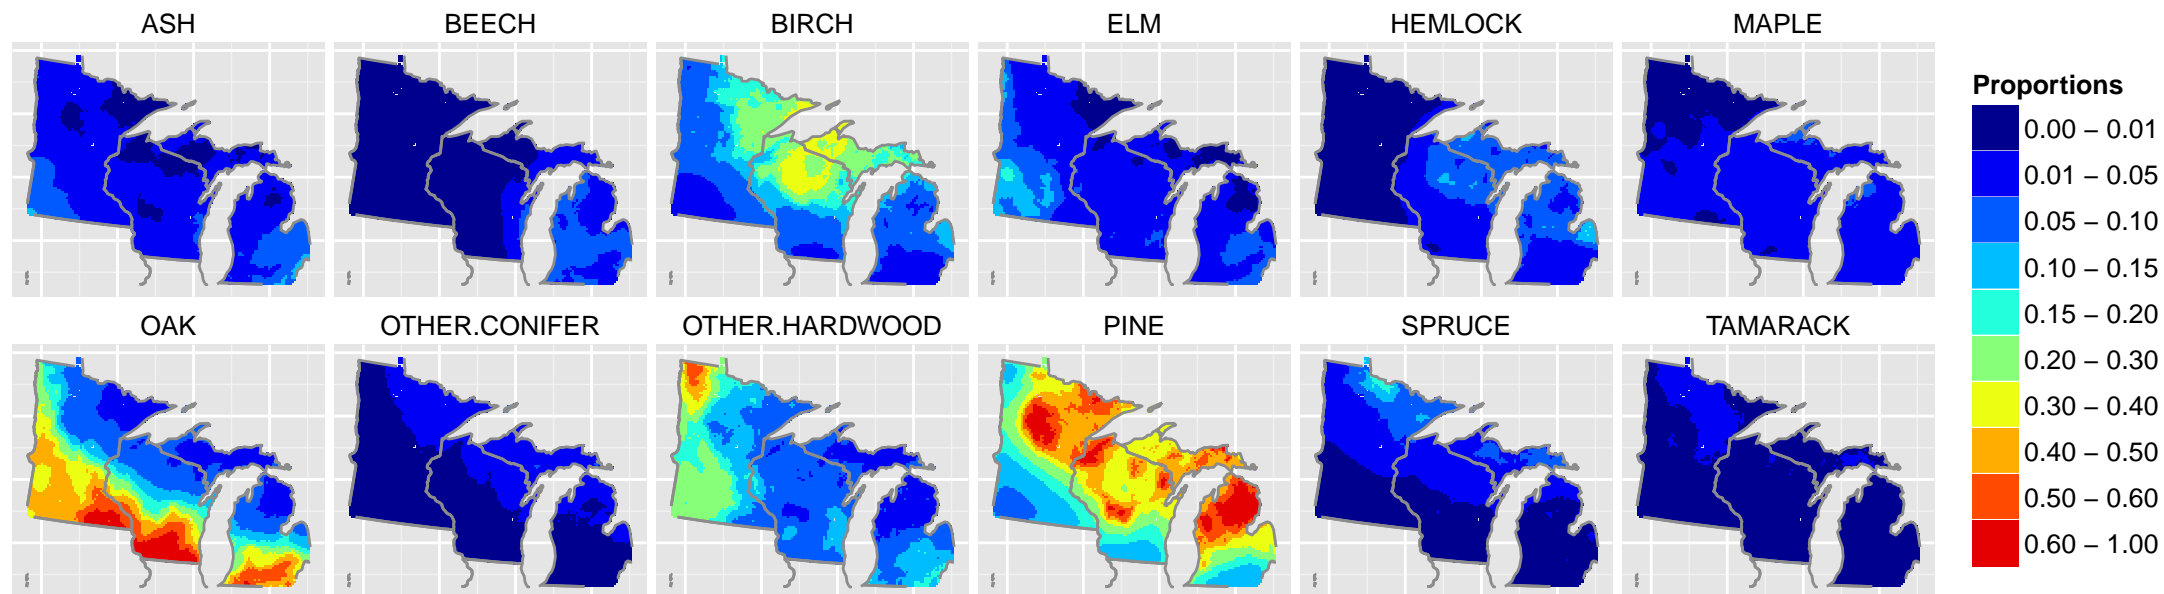 ASH
BEECH
BIRCH
ELM
HEMLOCK
MAPLE
OAK
OTHER.CONIFER
OTHER.HARDWOOD
PINE
SPRUCE
TAMARACK
Proportions
0.00 − 0.01
0.01 − 0.05
0.05 − 0.10
0.10 − 0.15
0.15 − 0.20
0.20 − 0.30
0.30 − 0.40
0.40 − 0.50
0.50 − 0.60
0.60 − 1.00